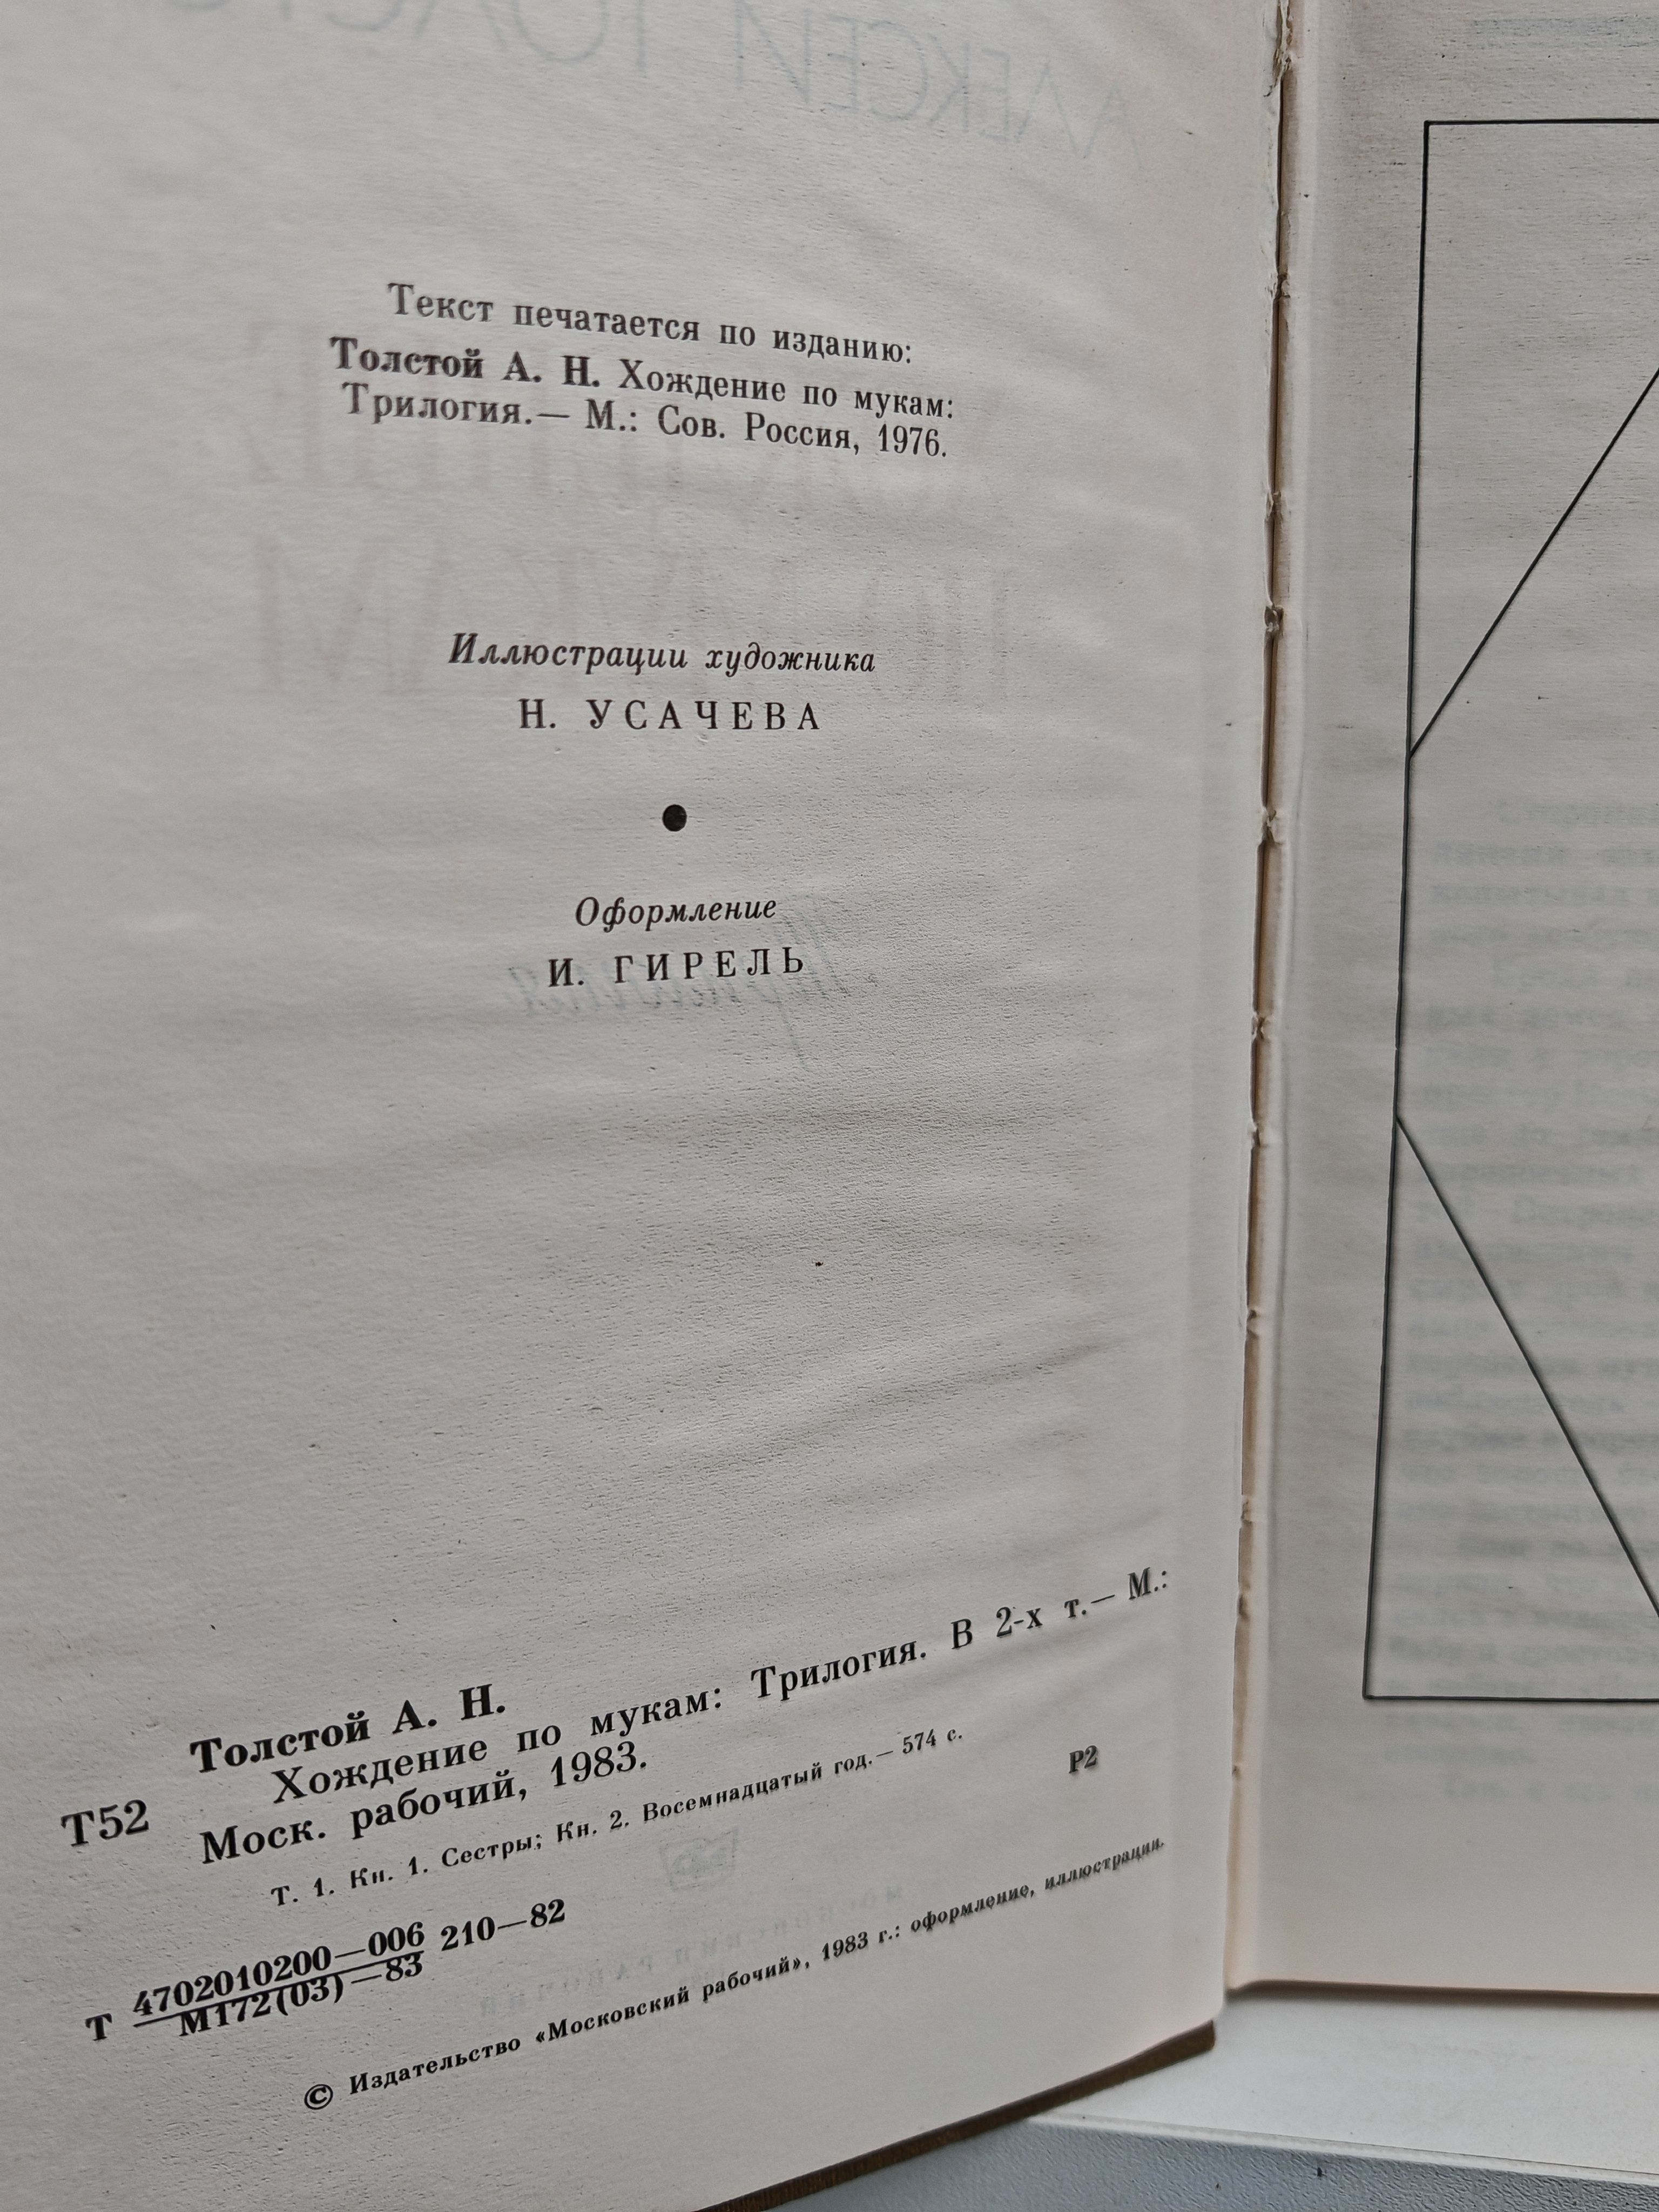 Текст печатается по изданию:
Толстой А. Н. Хождение по мукам:
Трилогия.— М.: Сов. Россия, 1976.
Иллюстрации художника
Н. УСАЧЕВА
Оформление
И. ГИРЕЛЬ
Толстой А. Н.
Т52 Хождение по мукам: Трилогия. В 2-х т.— М.:
Моск. рабочий, 1983.
Т. 1. Кн. 1. Сестры; Кн. 2. Восемнадцатый год.— 574 с.
Р2
4702010200—006
Т 210—82
М172(03)—83
© Издательство «Московский рабочий», 1983 г.: оформление, иллюстрации.